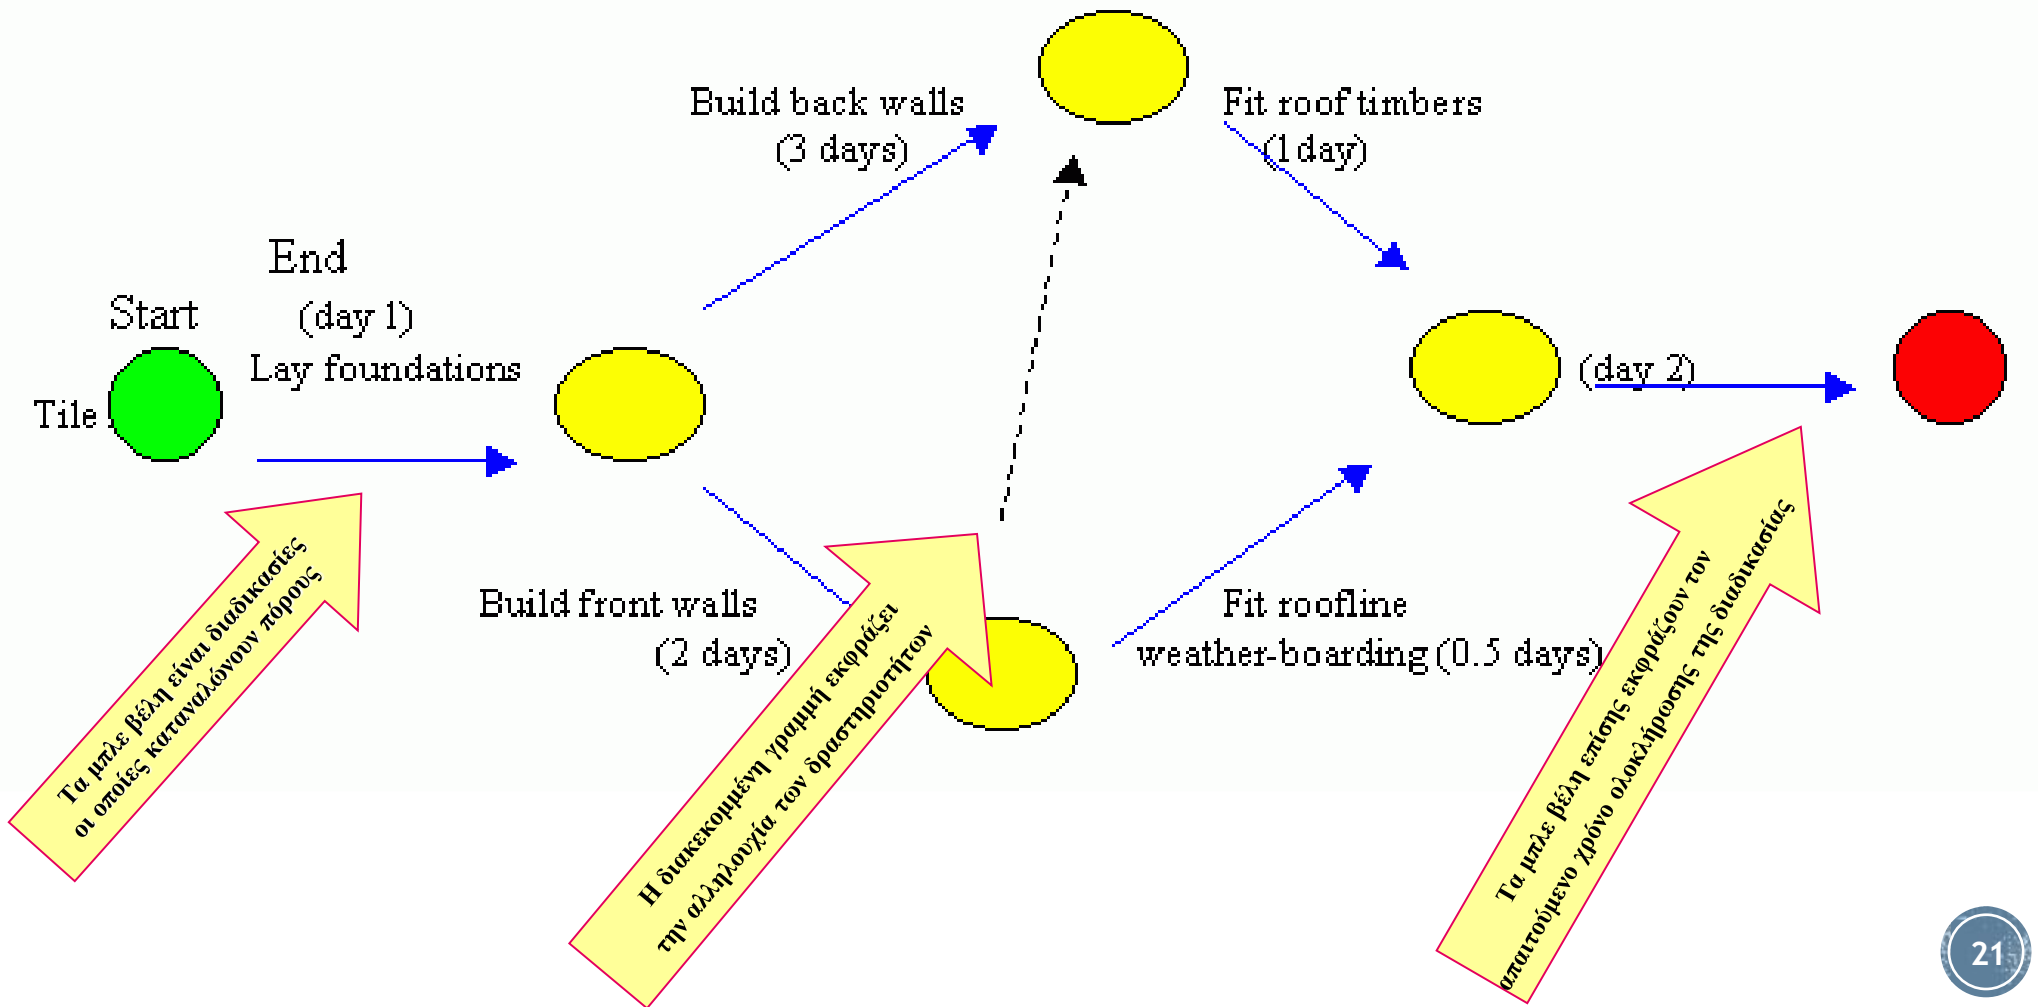 Build back walls
(3 days)
Fit roof timbers
(1day)
End
(day 1)
Start
Lay foundations
Tile
(day 2)
Build front walls
(2 days)
Fit roofline
weather-boarding (0.5 days)
Τα μπλε βέλη είναι διαδικασίες
οι οποίες καταναλώνουν πόρους
Η διακεκομμένη γραμμή εκφράζει
την αλληλουχία των δραστηριοτήτων
Τα μπλε βέλη επίσης εκφράζουν τον
απαιτούμενο χρόνο ολοκλήρωσης της διαδικασίας
21